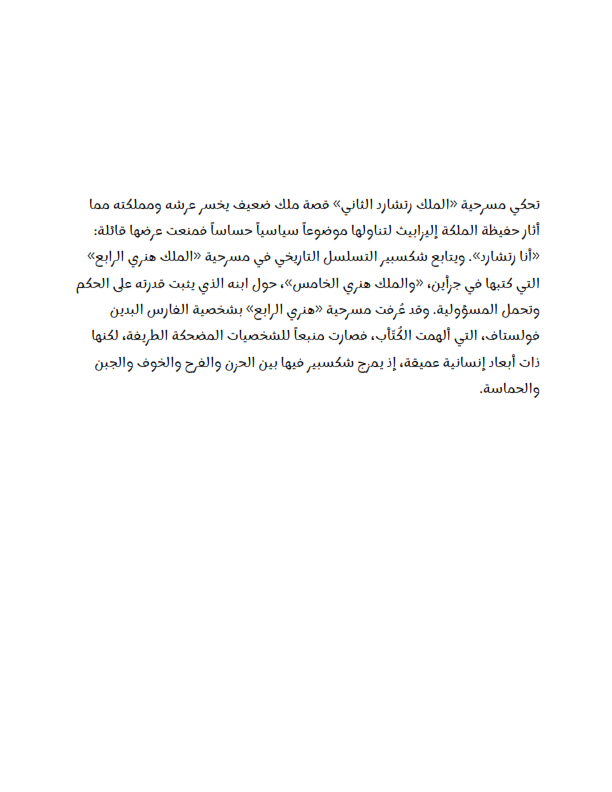 تحكي مسرحية «الملك رتشارد الثاني» قصة ملك ضعيف يخسر عرشه ومملكته مما
أثار حفيظة الملكة إليزابيث لتناولها موضوعاً سياسياً حساساً فمنعت عرضها قائلة:
«أنا رتشارد». ويتابع شكسبير التسلسل التاريخي في مسرحية «الملك هنري الرابع»
التي كتبها في جزأين، «والملك هنري الخامس»، حول ابنه الذي يثبت قدرته على الحكم
وتحمل المسؤولية. وقد عُرفت مسرحية «هنري الرابع» بشخصية الفارس البدين
فولستاف، التي ألهمت الكُتّاب، فصارت منبعاً للشخصيات المضحكة الطريفة، لكنها
ذات أبعاد إنسانية عميقة، إذ يمزج شكسبير فيها بين الحزن والفرح والخوف والجبن
والحماسة.